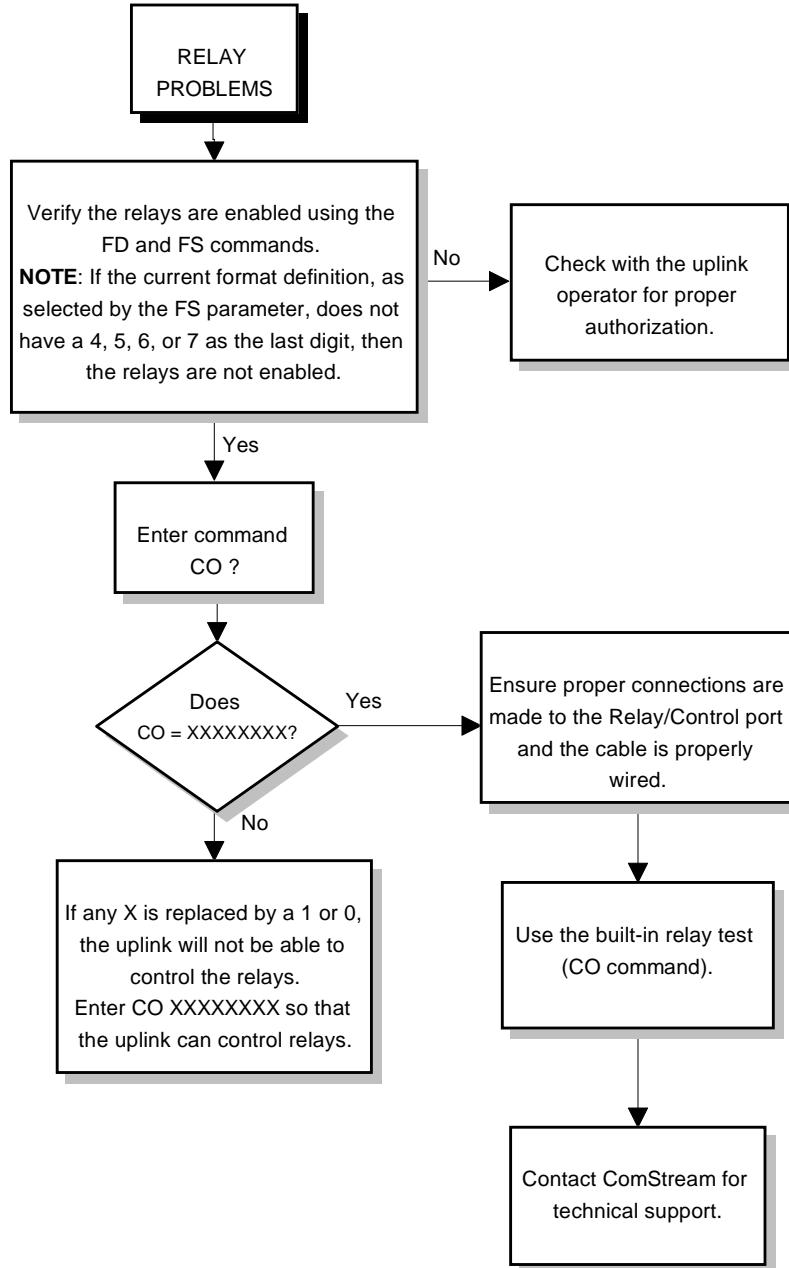 RELAY
PROBLEMS
Verify the relays are enabled using the
FD and FS commands.
NOTE: If the current format definition, as
selected by the FS parameter, does not
have a 4, 5, 6, or 7 as the last digit, then
the relays are not enabled.
No
Check with the uplink
operator for proper
authorization.
Yes
Enter command
CO ?
Does
CO = XXXXXXXX?
Yes
Ensure proper connections are
made to the Relay/Control port
and the cable is properly
wired.
No
If any X is replaced by a 1 or 0,
the uplink will not be able to
control the relays.
Enter CO XXXXXXXX so that
the uplink can control relays.
Use the built-in relay test
(CO command).
Contact ComStream for
technical support.